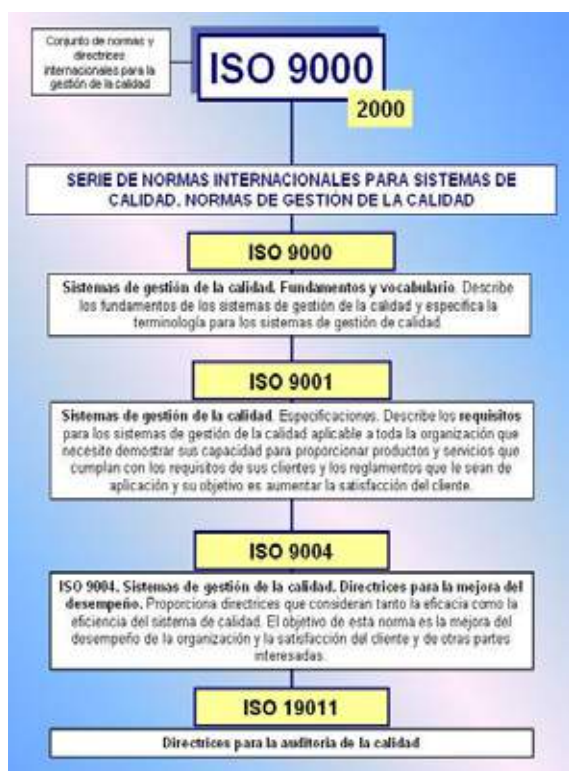 Conjunto de normas y
directrices
internacionales para la
gestión de la calidad
ISO 9000
2000
SERIE DE NORMAS INTERNACIONALES PARA SISTEMAS DE
CALIDAD. NORMAS DE GESTIÓN DE LA CALIDAD
ISO 9000
Sistemas de gestión de la calidad. Fundamentos y vocabulario. Describe
los fundamentos de los sistemas de gestión de la calidad y especifica la
terminología para los sistemas de gestión de calidad.
ISO 9001
Sistemas de gestión de la calidad. Especificaciones. Describe los requisitos
para los sistemas de gestión de la calidad aplicable a toda la organización que
necesite demostrar sus capacidad para proporcionar productos y servicios que
cumplan con los requisitos de sus clientes y los reglamentos que le sean de
aplicación y su objetivo es aumentar la satisfacción del cliente.
ISO 9004
ISO 9004. Sistemas de gestión de la calidad. Directrices para la mejora del
desempeño. Proporciona directrices que consideran tanto la eficacia como la
eficiencia del sistema de calidad. El objetivo de esta norma es la mejora del
desempeño de la organización y la satisfacción del cliente y de otras partes
interesadas.
ISO 19011
Directrices para la auditoria de la calidad